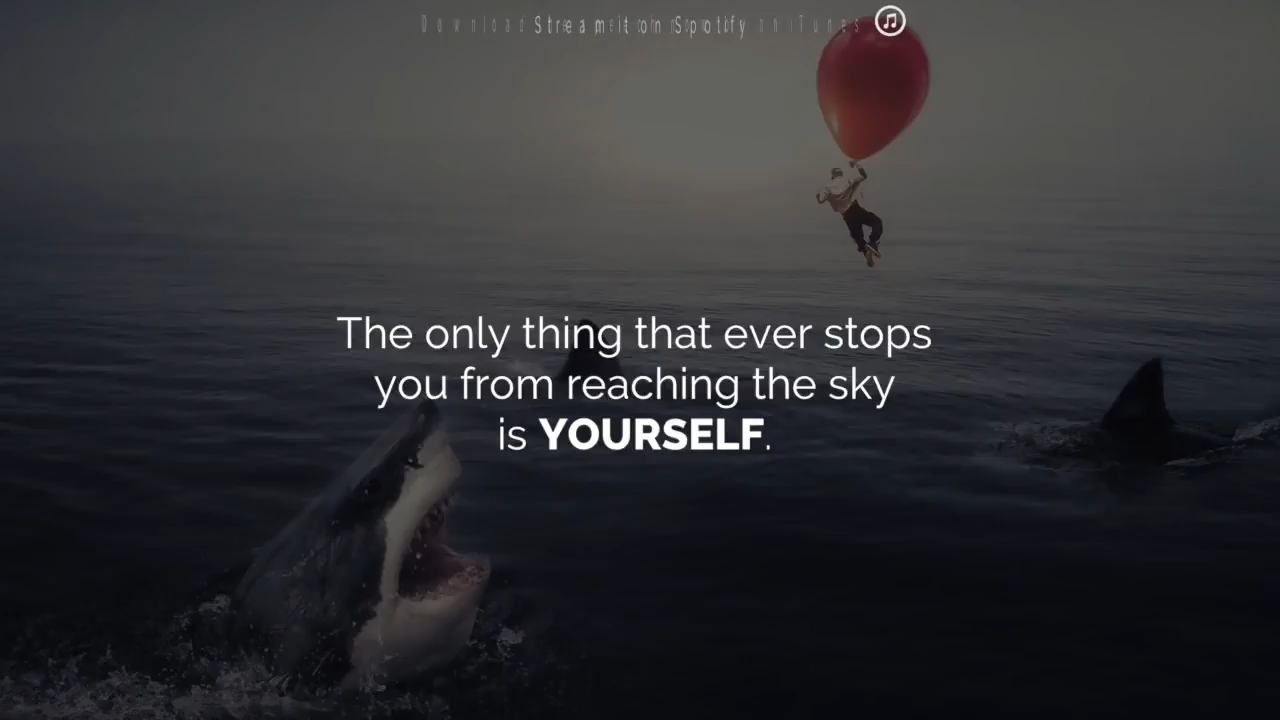 Stream it on Spotify
The only thing that ever stops
you from reaching the sky
is YOURSELF.